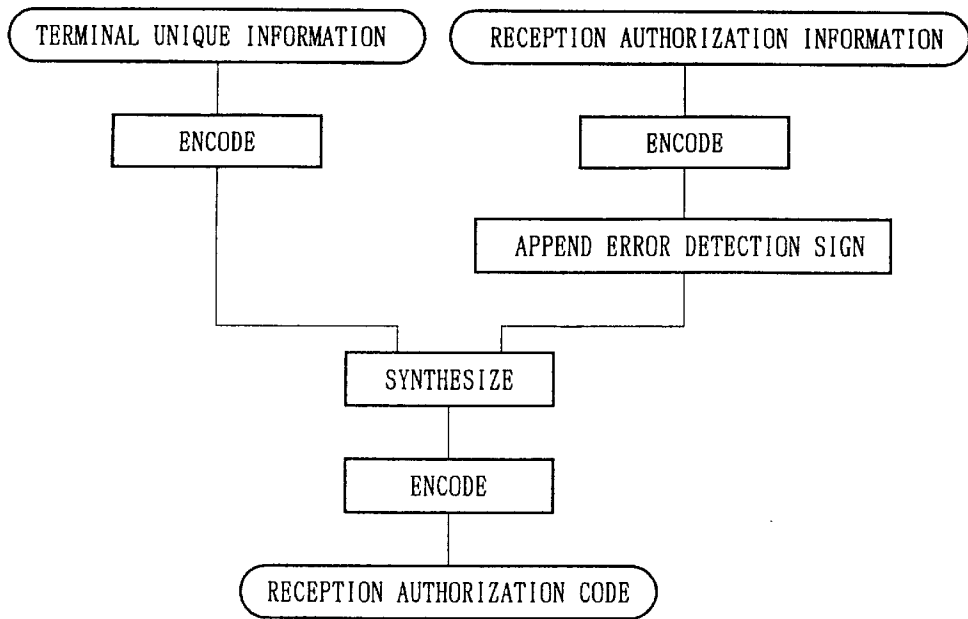 TERMINAL UNIQUE INFORMATION
RECEPTION AUTHORIZATION INFORMATION
ENCODE
ENCODE
APPEND ERROR DETECTION SIGN
SYNTHESIZE
ENCODE
RECEPTION AUTHORIZATION CODE